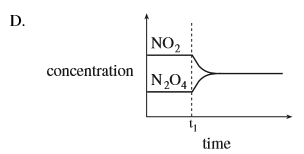 D.
NO₂
concentration
N₂O₄
t₁
time